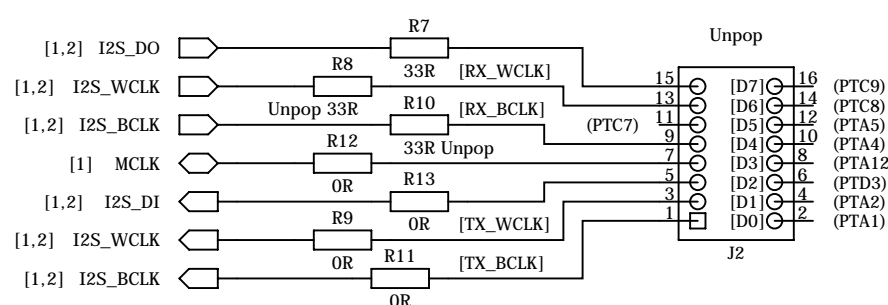 R7
Unpop
[1,2] I2S_DO
R8
33R
[RX_WCLK]
15
[D7]
16
(PTC9)
[1,2] I2S_WCLK
Unpop 33R
R10
[RX_BCLK]
13
[D6]
14
(PTC8)
[1,2] I2S_BCLK
(PTC7)
11
[D5]
12
(PTA5)
R12
33R Unpop
9
[D4]
10
(PTA4)
[1] MCLK
7
[D3]
8
(PTA12
0R
R13
5
[D2]
6
(PTD3)
[1,2] I2S_DI
R9
0R
[TX_WCLK]
3
[D1]
4
(PTA2)
1
[D0]
2
(PTA1)
[1,2] I2S_WCLK
0R
R11
[TX_BCLK]
J2
[1,2] I2S_BCLK
0R